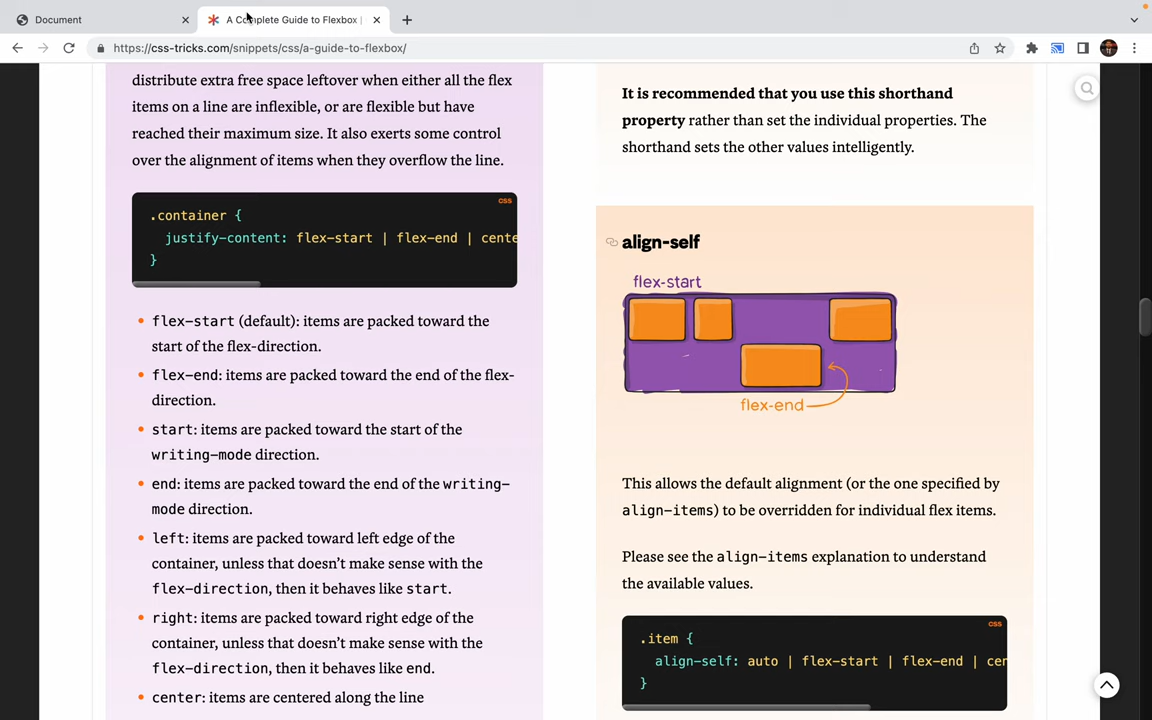 Document
A Complete Guide to Flexbox |
https://css-tricks.com/snippets/css/a-guide-to-flexbox/
distribute extra free space leftover when either all the flex
items on a line are inflexible, or are flexible but have
reached their maximum size. It also exerts some control
over the alignment of items when they overflow the line.
CSS
.container {
justify-content: flex-start | flex-end | cente
}
flex-start (default): items are packed toward the
start of the flex-direction.
flex-end: items are packed toward the end of the flex-
direction.
start: items are packed toward the start of the
writing-mode direction.
end: items are packed toward the end of the writing-
mode direction.
left: items are packed toward left edge of the
container, unless that doesn’t make sense with the
flex-direction, then it behaves like start.
right: items are packed toward right edge of the
container, unless that doesn’t make sense with the
flex-direction, then it behaves like end.
center: items are centered along the line
It is recommended that you use this shorthand
property rather than set the individual properties. The
shorthand sets the other values intelligently.
align-self
flex-start
flex-end
This allows the default alignment (or the one specified by
align-items) to be overridden for individual flex items.
Please see the align-items explanation to understand
the available values.
CSS
.item {
align-self: auto | flex-start | flex-end | cen
}